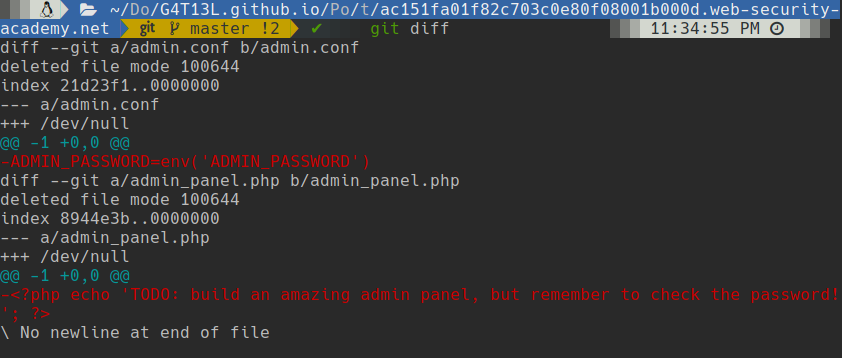 ~/Do/G4T13L.github.io/Po/t/ac151fa01f82c703c0e80f08001b000d.web-security-
academy.net git master !2 ✔ git diff 11:34:55 PM
diff --git a/admin.conf b/admin.conf
deleted file mode 100644
index 21d23f1..0000000
--- a/admin.conf
+++ /dev/null
@@ -1 +0,0 @@
-ADMIN_PASSWORD=env('ADMIN_PASSWORD')
diff --git a/admin_panel.php b/admin_panel.php
deleted file mode 100644
index 8944e3b..0000000
--- a/admin_panel.php
+++ /dev/null
@@ -1 +0,0 @@
-<?php echo 'TODO: build an amazing admin panel, but remember to check the password!
'; ?>
\ No newline at end of file